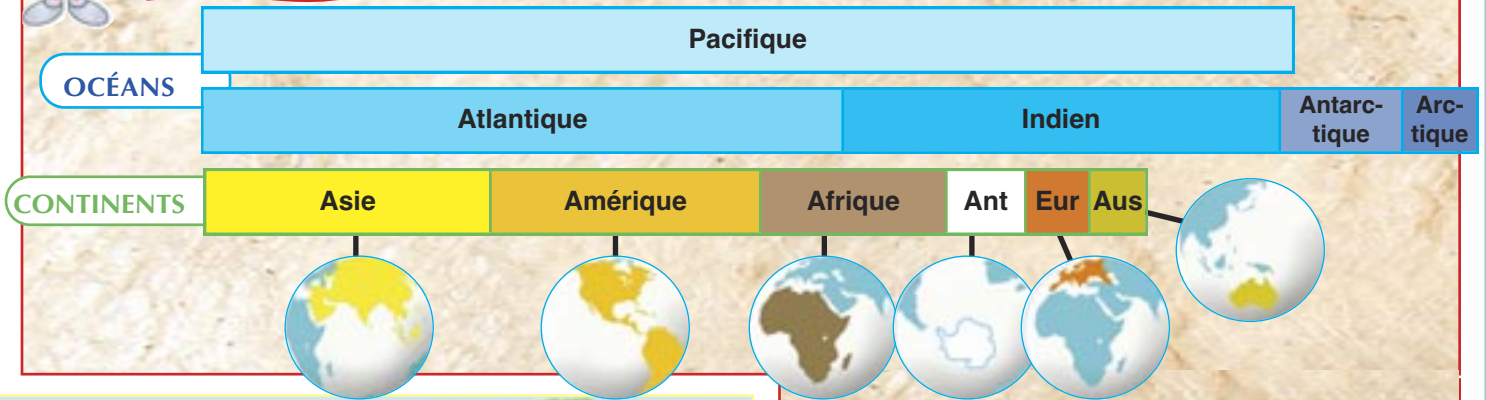 Pacifique
OCÉANS
Atlantique
Indien
Antarc-
tique
Arc-
tique
CONTINENTS
Asie
Amérique
Afrique
Ant
Eur
Aus